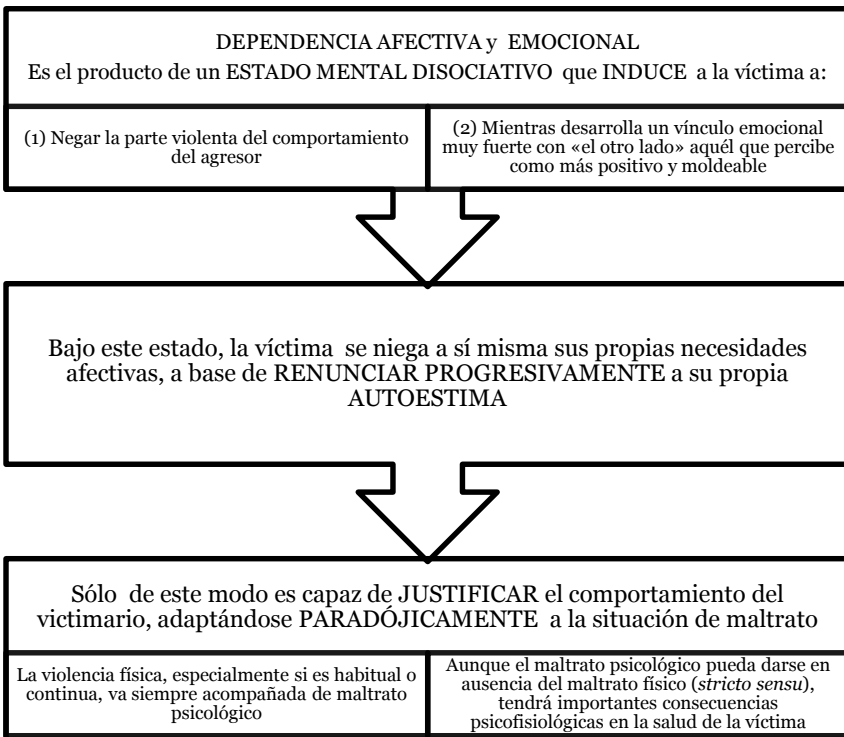 DEPENDENCIA AFECTIVA y EMOCIONAL
Es el producto de un ESTADO MENTAL DISOCIATIVO que INDUCE a la víctima a:
(1) Negar la parte violenta del comportamiento
del agresor
(2) Mientras desarrolla un vínculo emocional
muy fuerte con «el otro lado» aquél que percibe
como más positivo y moldeable
Bajo este estado, la víctima se niega a sí misma sus propias necesidades
afectivas, a base de RENUNCIAR PROGRESIVAMENTE a su propia
AUTOESTIMA
Sólo de este modo es capaz de JUSTIFICAR el comportamiento del
victimario, adaptándose PARADÓJICAMENTE a la situación de maltrato
La violencia física, especialmente si es habitual o
continua, va siempre acompañada de maltrato
psicológico
Aunque el maltrato psicológico pueda darse en
ausencia del maltrato físico (stricto sensu),
tendrá importantes consecuencias
psicofisiológicas en la salud de la víctima